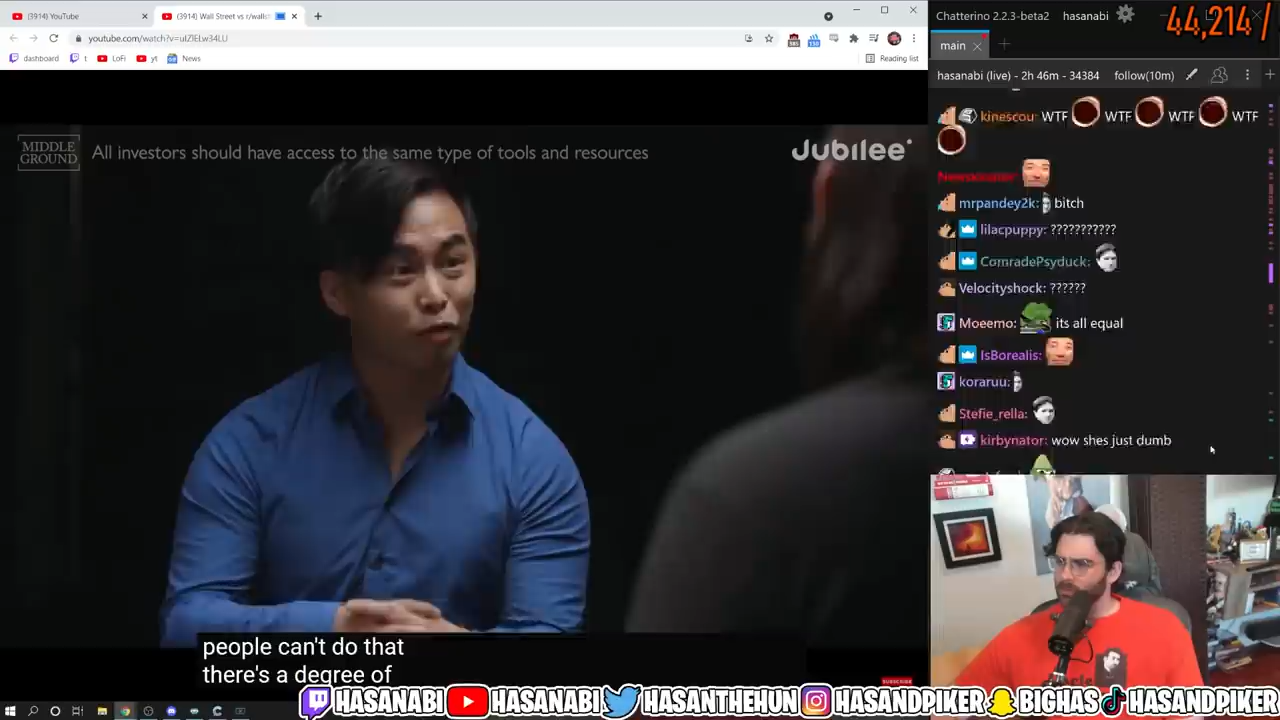 (3914) YouTube
(3914) Wall Street vs r/wallst
Chatterino 2.2.3-beta2
hasanabi
44,214 /
youtube.com/watch?v=uIZlELw34LU
main
dashboard
t
LoFi
yt
News
Reading list
hasanabi (live) - 2h 46m - 34384
follow(10m)
kinescou: WTF WTF WTF WTF
MIDDLE
GROUND
All investors should have access to the same type of tools and resources
Jubilee
mrpandey2k: bitch
lilacpuppy: ???????????
ComradePsyduck:
Velocityshock: ??????
Moeemo: its all equal
IsBorealis:
koraruu:
Stefie_rella:
kirbynator: wow shes just dumb
people can't do that
there's a degree of
SUBSCRIBE
HASANABI
HASANABI
HASANTHEHUN
HASANDPIKER
BIGHAS
HASANDPIKER